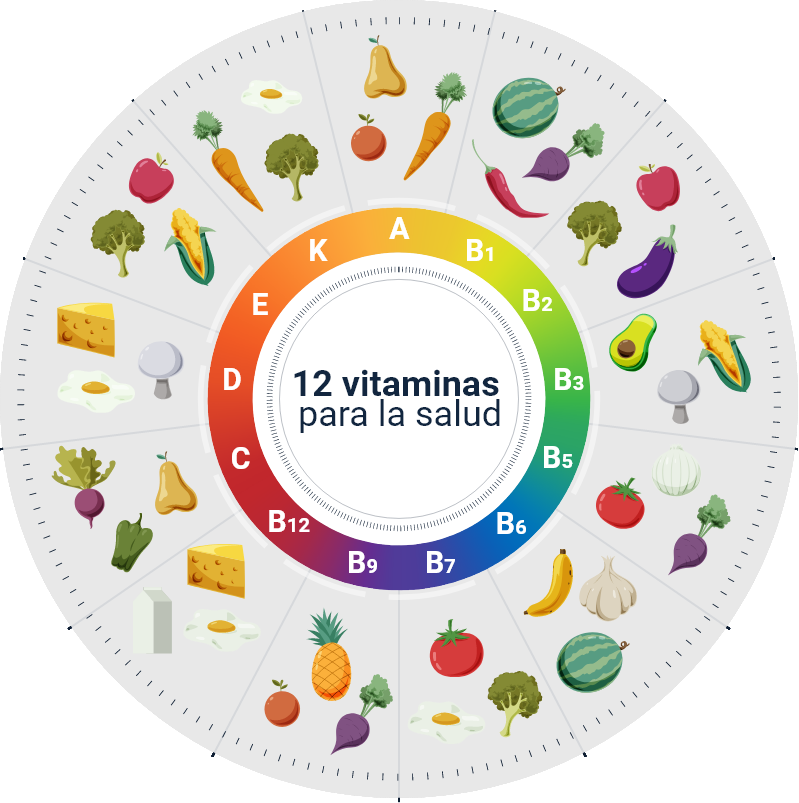 12 vitaminas
para la salud
A
B1
B2
B3
B5
B6
B7
B9
B12
C
D
E
K